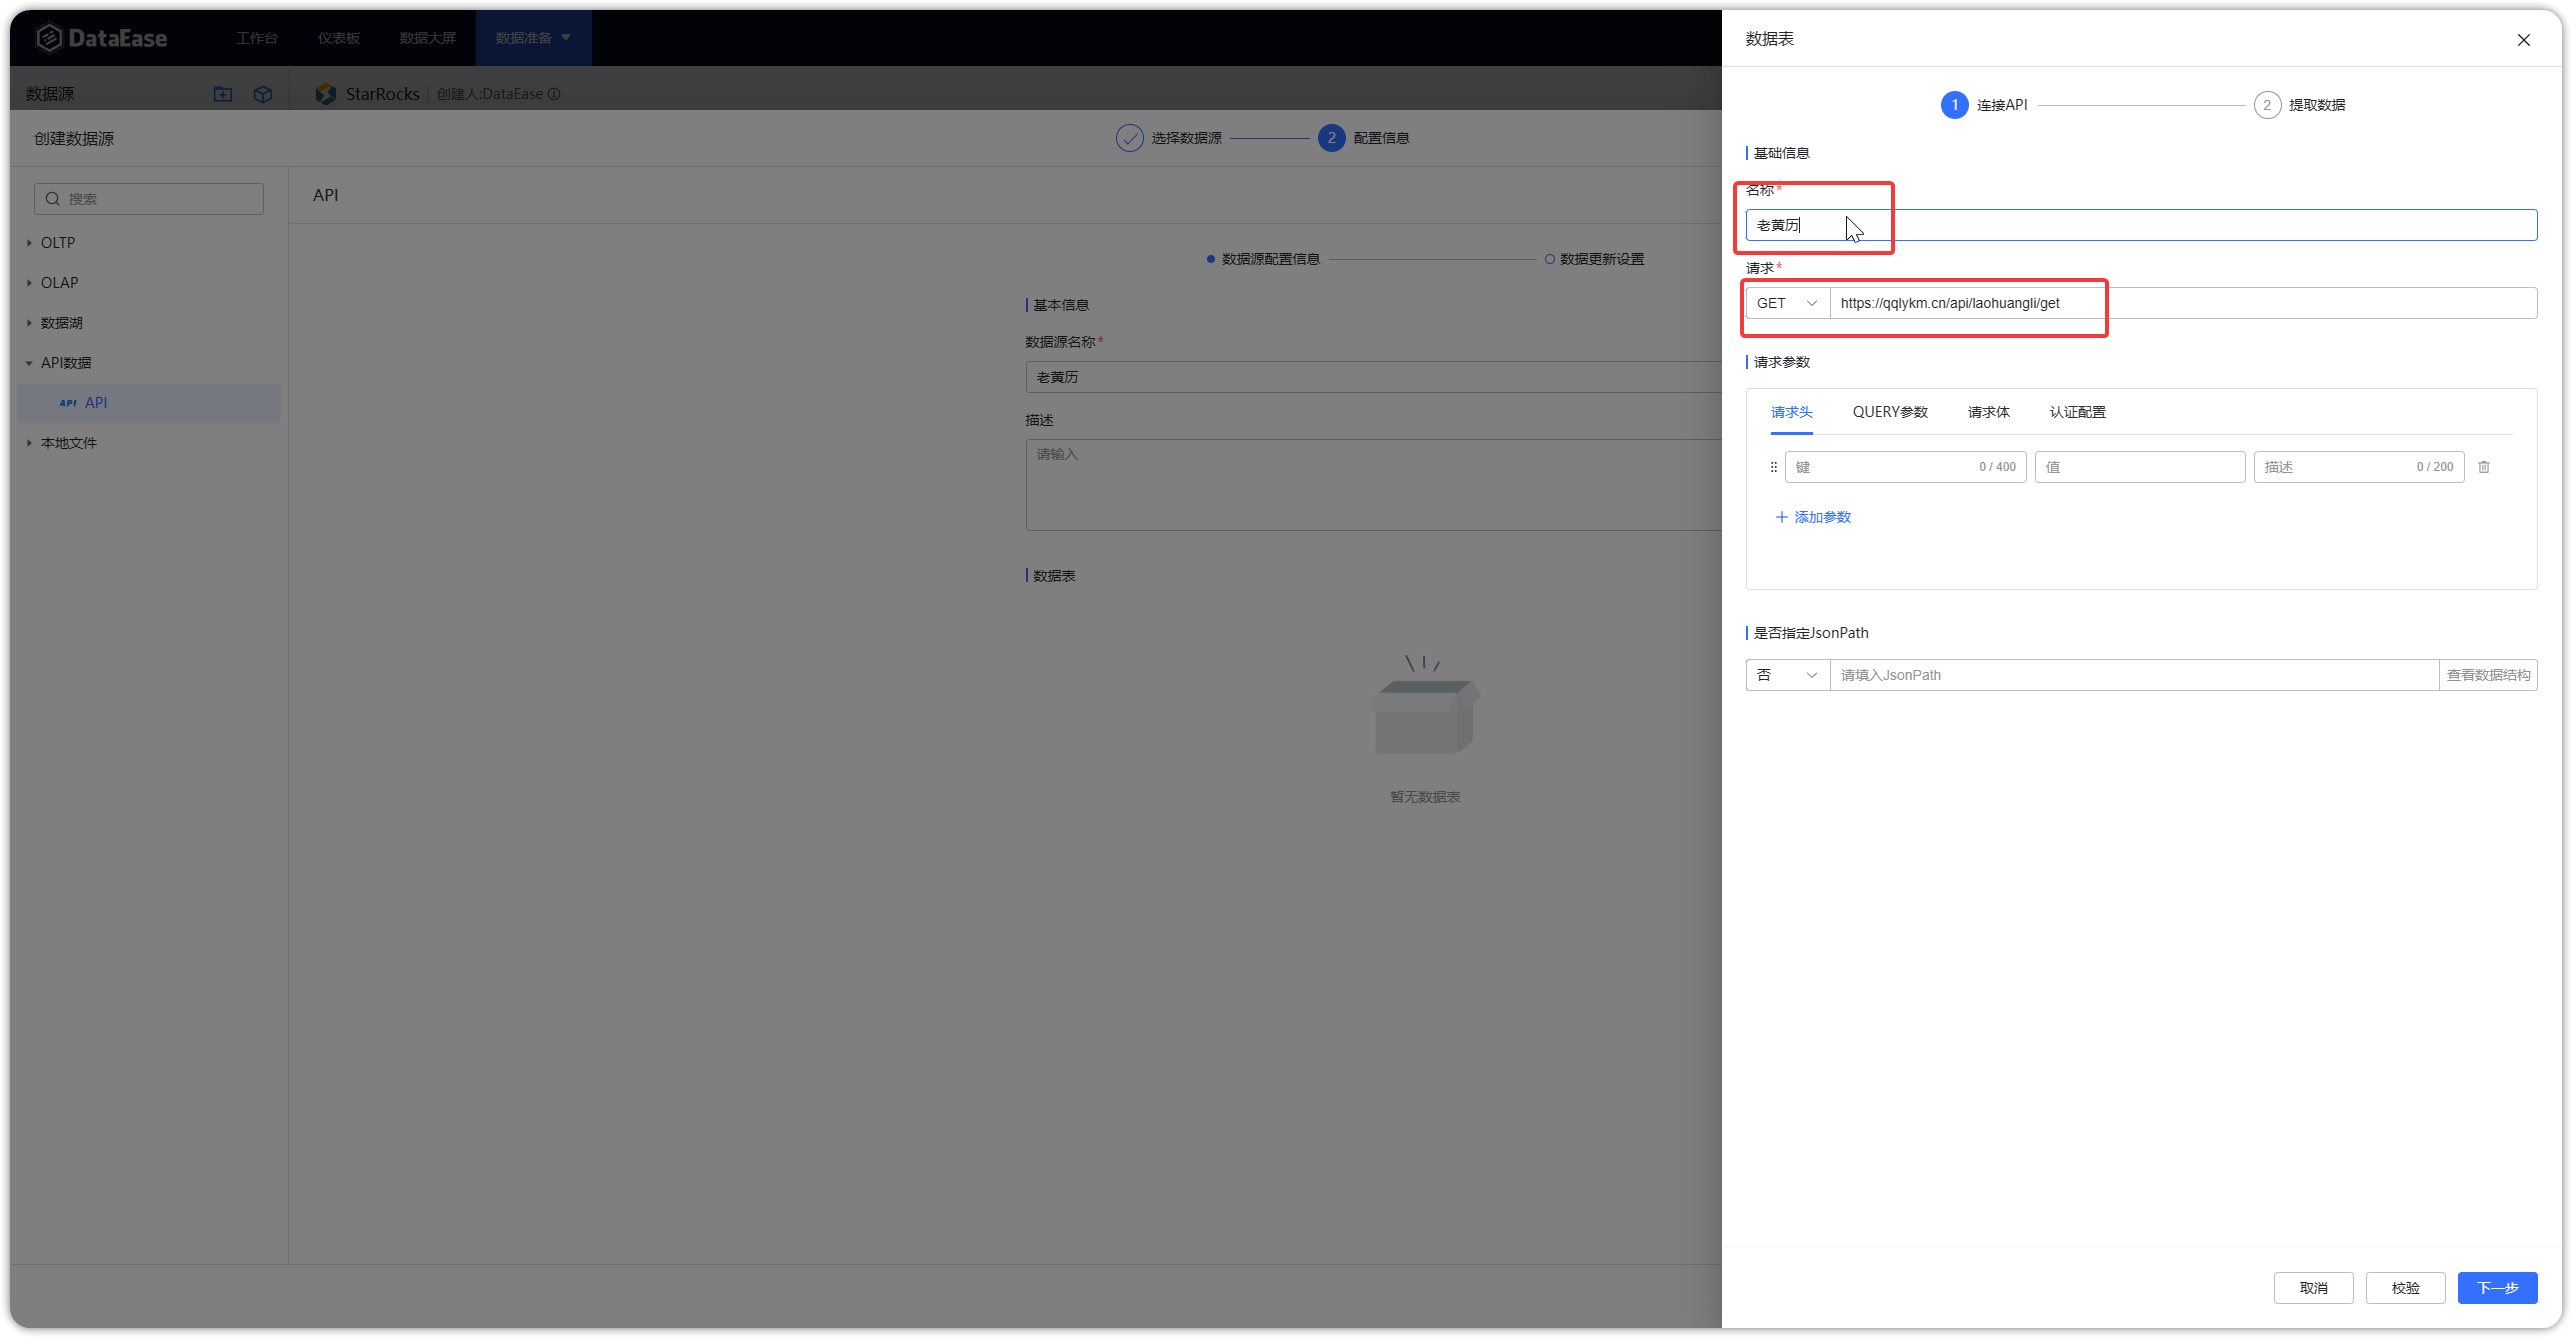 DataEase 工作台 仪表板 数据大屏 数据准备
数据源 StarRocks 创建人:DataEase
创建数据源 选择数据源 2 配置信息
搜索
OLTP
OLAP
数据湖
API数据
API API
本地文件
API
数据源配置信息 数据更新设置
基本信息
数据源名称*
老黄历
描述
请输入
数据表
暂无数据表
数据表
1 连接API 2 提取数据
基础信息
名称*
老黄历
请求*
GET https://qqlykm.cn/api/laohuangli/get
请求参数
请求头 QUERY参数 请求体 认证配置
键 0 / 400 值 描述 0 / 200
添加参数
是否指定JsonPath
否 请填入JsonPath 查看数据结构
取消 校验 下一步